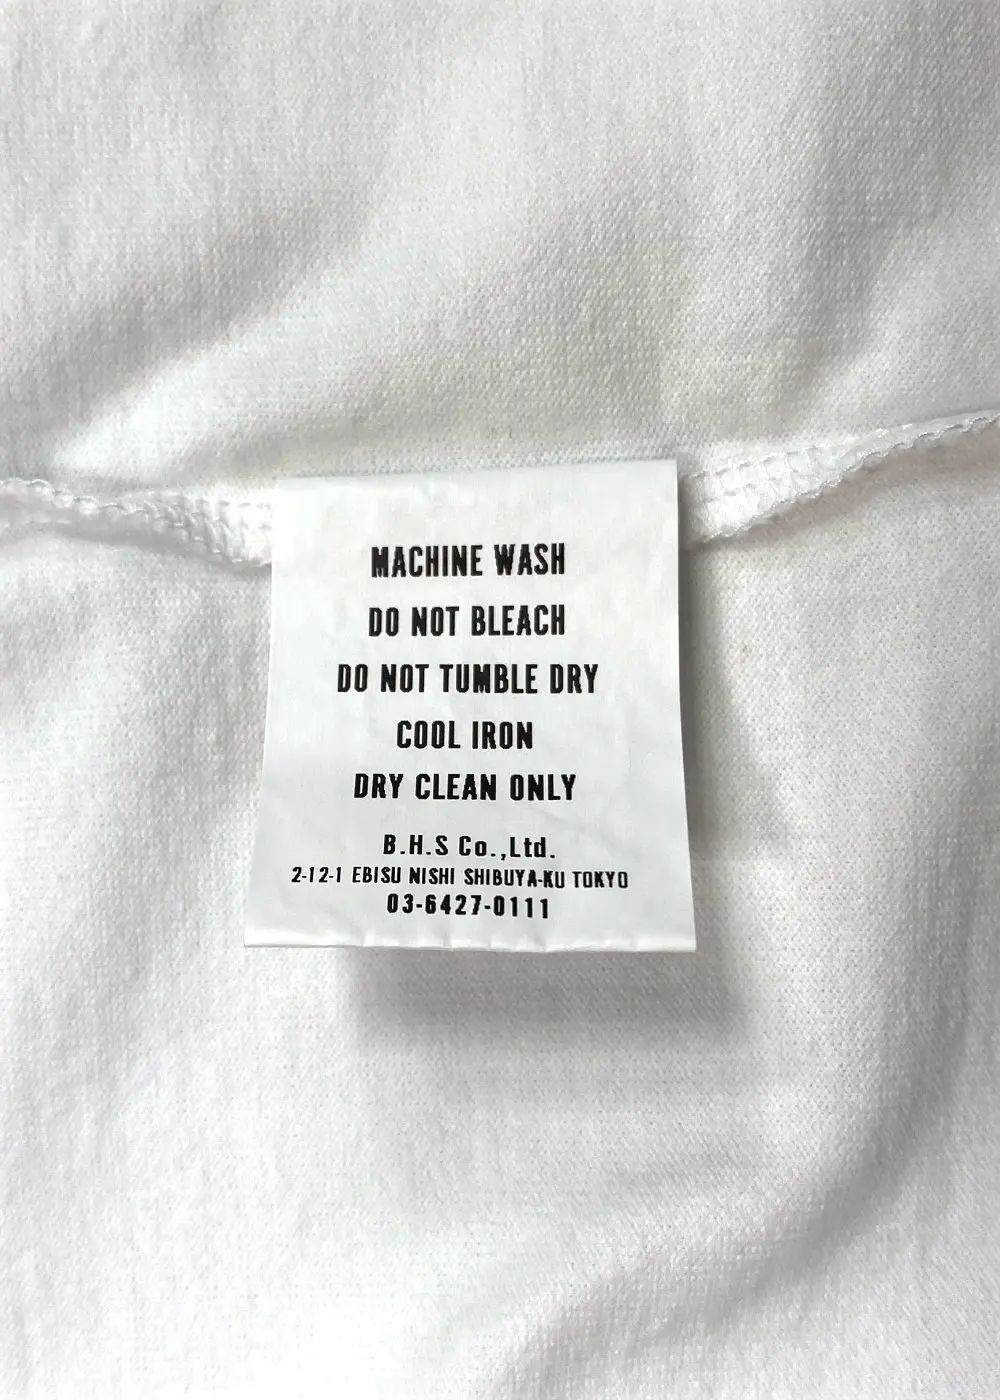 MACHINE WASH
DO NOT BLEACH
DO NOT TUMBLE DRY
COOL IRON
DRY CLEAN ONLY
B.H.S Co.,Ltd.
2-12-1 EBISU NISHI SHIBUYA-KU TOKYO
03-6427-0111